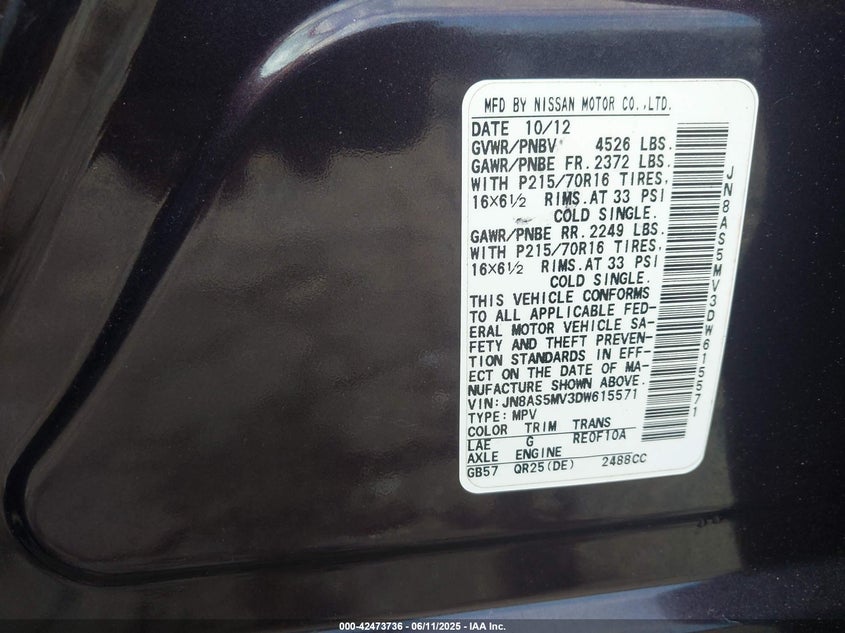 MFD BY NISSAN MOTOR CO.,LTD.
DATE 10/12
GVWR/PNBV 4526 LBS.
GAWR/PNBE FR. 2372 LBS.
WITH P215/70R16 TIRES,
16X6½ RIMS.AT 33 PSI
COLD SINGLE.
GAWR/PNBE RR. 2249 LBS.
WITH P215/70R16 TIRES,
16X6½ RIMS.AT 33 PSI
COLD SINGLE.
THIS VEHICLE CONFORMS
TO ALL APPLICABLE FED-
ERAL MOTOR VEHICLE SA-
FETY AND THEFT PREVEN-
TION STANDARDS IN EFF-
ECT ON THE DATE OF MA-
NUFACTURE SHOWN ABOVE.
VIN:JN8AS5MV3DW615571
TYPE: MPV
COLOR TRIM TRANS
LAE G RE0F10A
AXLE ENGINE
GB57 QR25(DE) 2488CC
JN8AS5MV3DW615571
000-42473736 - 06/11/2025 - IAA Inc.